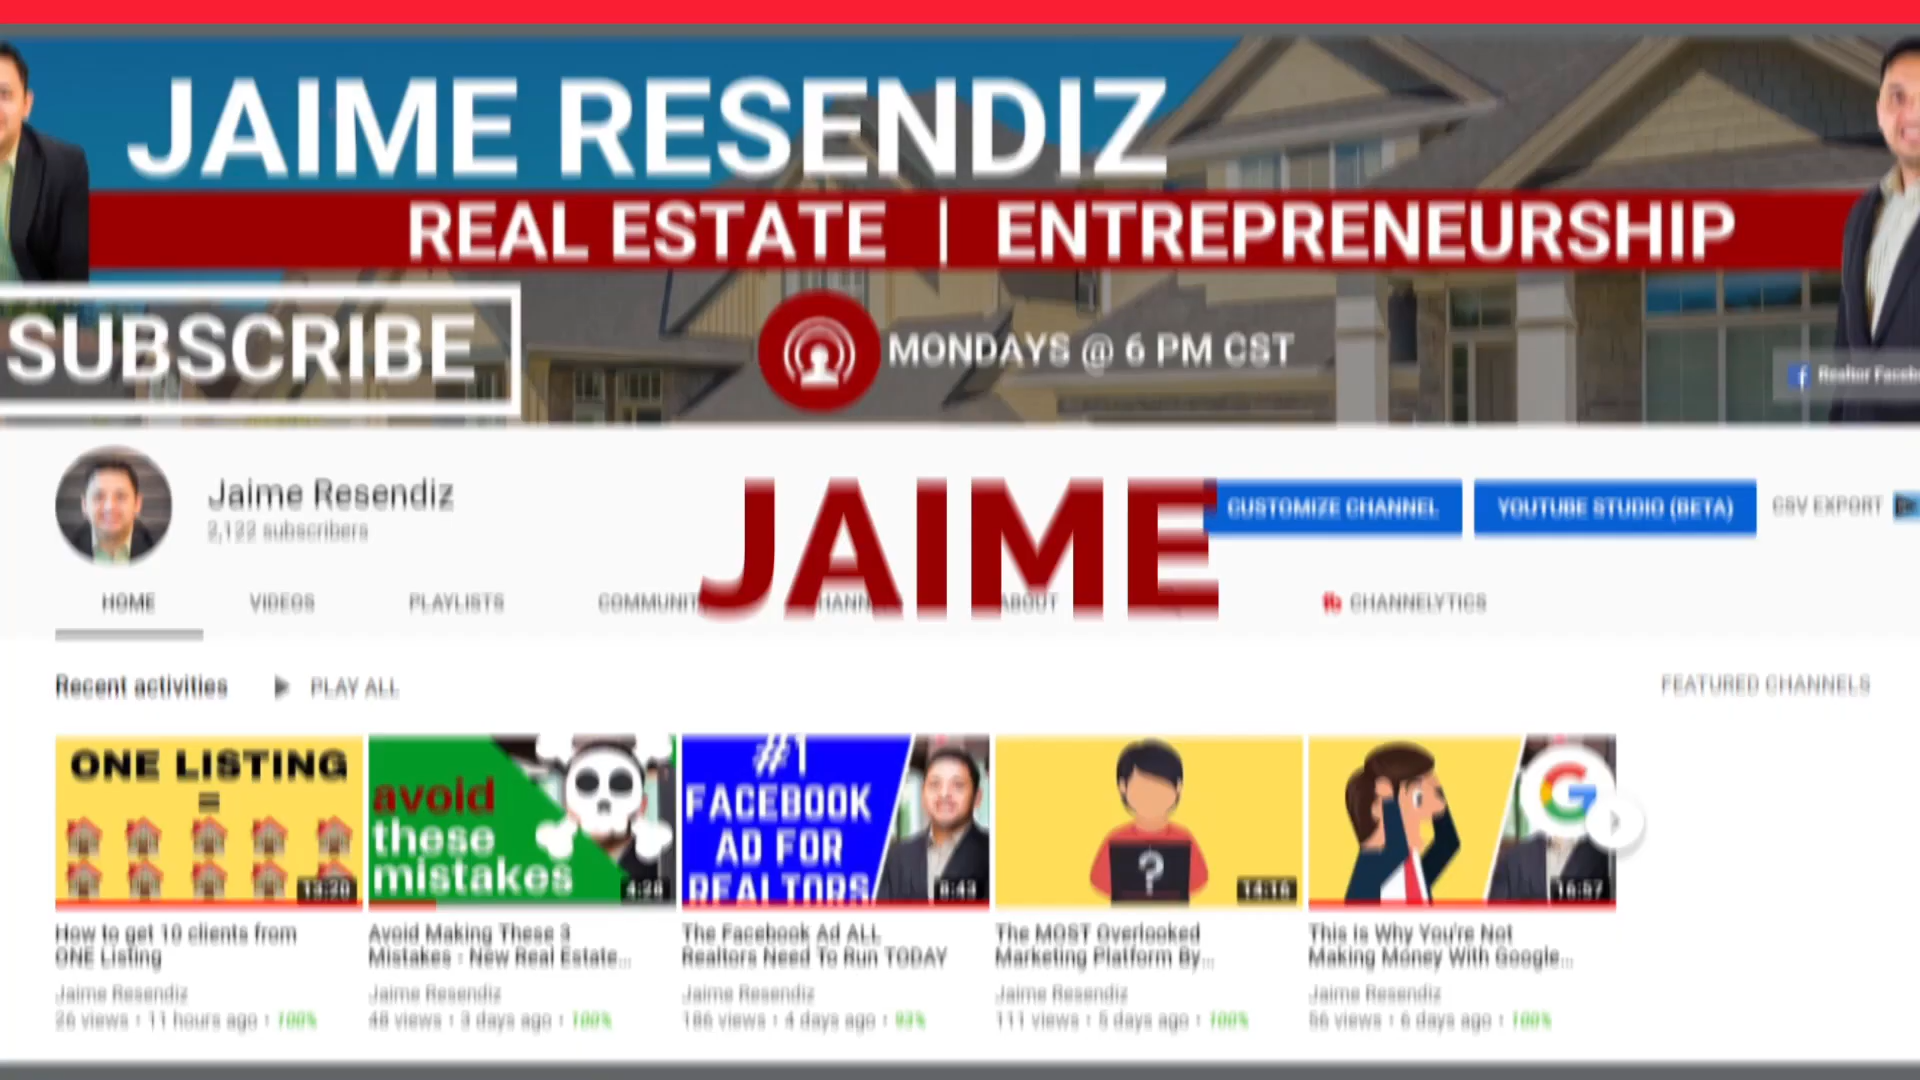 JAIME RESENDIZ
REAL ESTATE | ENTREPRENEURSHIP
SUBSCRIBE
MONDAYS @ 6 PM CST
Realtor
Jaime Resendiz
2,122 subscribers
JAIME
CUSTOMIZE CHANNEL
YOUTUBE STUDIO (BETA)
CSV EXPORT
HOME VIDEOS PLAYLISTS COMMUNIT CHANN ABOUT CHANNELYTICS
Recent activities PLAY ALL
FEATURED CHANNELS
ONE LISTING
=
13:20
avoid
these
mistakes
4:28
#1
FACEBOOK
AD FOR
REALTORS
8:43
?
14:16
G
16:57
How to get 10 clients from
ONE Listing
Jaime Resendiz
26 views • 11 hours ago • 100%
Avoid Making These 3
Mistakes - New Real Estate...
Jaime Resendiz
48 views • 3 days ago • 100%
The Facebook Ad ALL
Realtors Need To Run TODAY
Jaime Resendiz
186 views • 4 days ago • 93%
The MOST Overlooked
Marketing Platform By...
Jaime Resendiz
111 views • 5 days ago • 100%
This Is Why You're Not
Making Money With Google...
Jaime Resendiz
56 views • 6 days ago • 100%